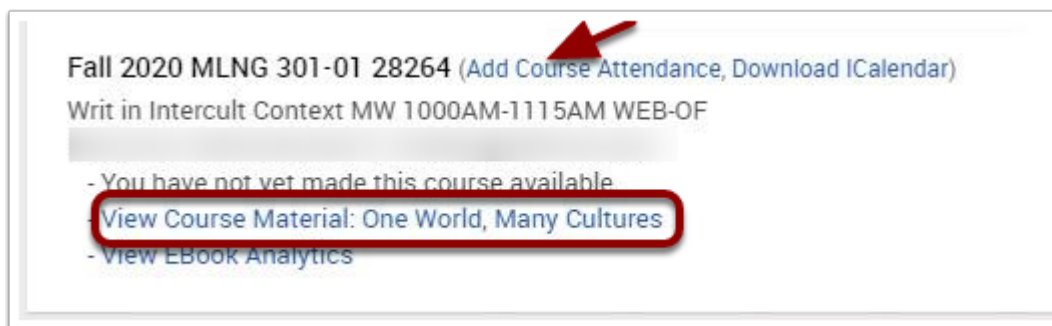 Fall 2020 MLNG 301-01 28264 (Add Course Attendance, Download ICalendar)
Writ in Intercult Context MW 1000AM-1115AM WEB-OF
- You have not yet made this course available
- View Course Material: One World, Many Cultures
- View EBook Analytics